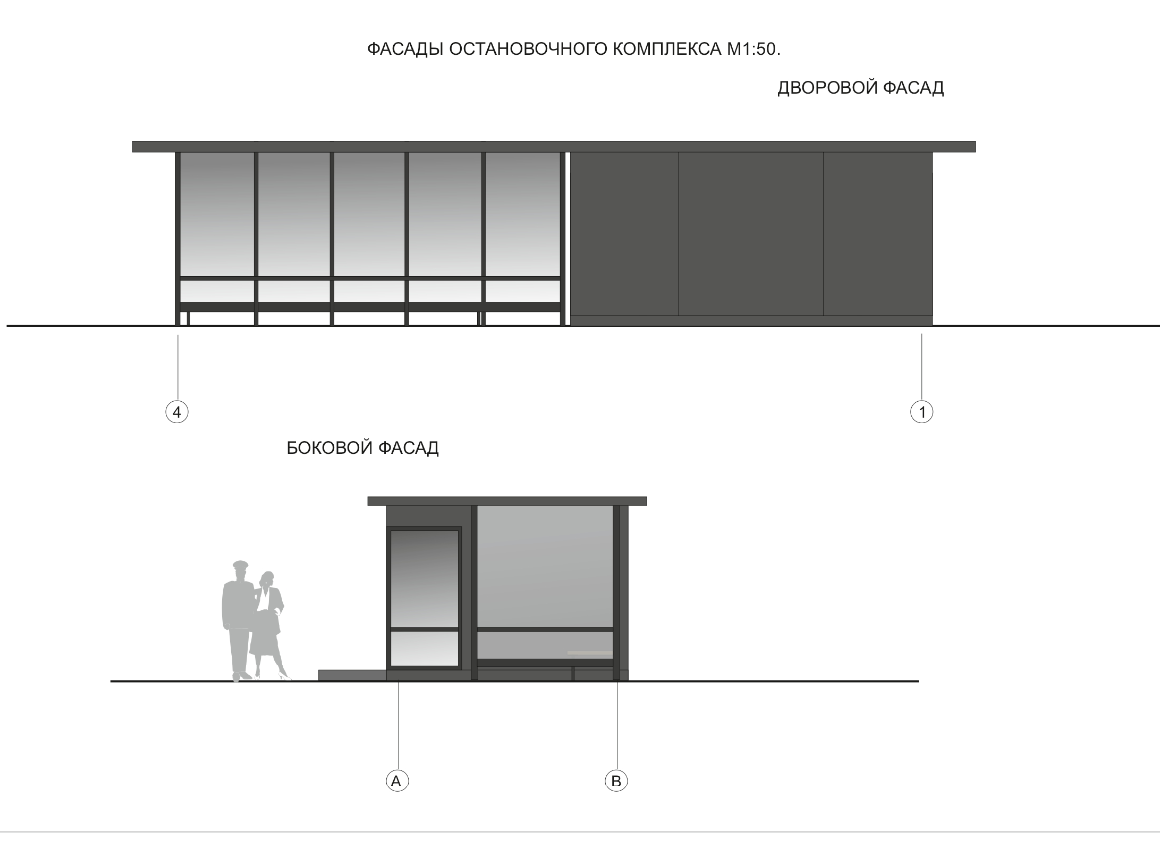 ФАСАДЫ ОСТАНОВОЧНОГО КОМПЛЕКСА М1:50.
ДВОРОВОЙ ФАСАД
4
1
БОКОВОЙ ФАСАД
А
В